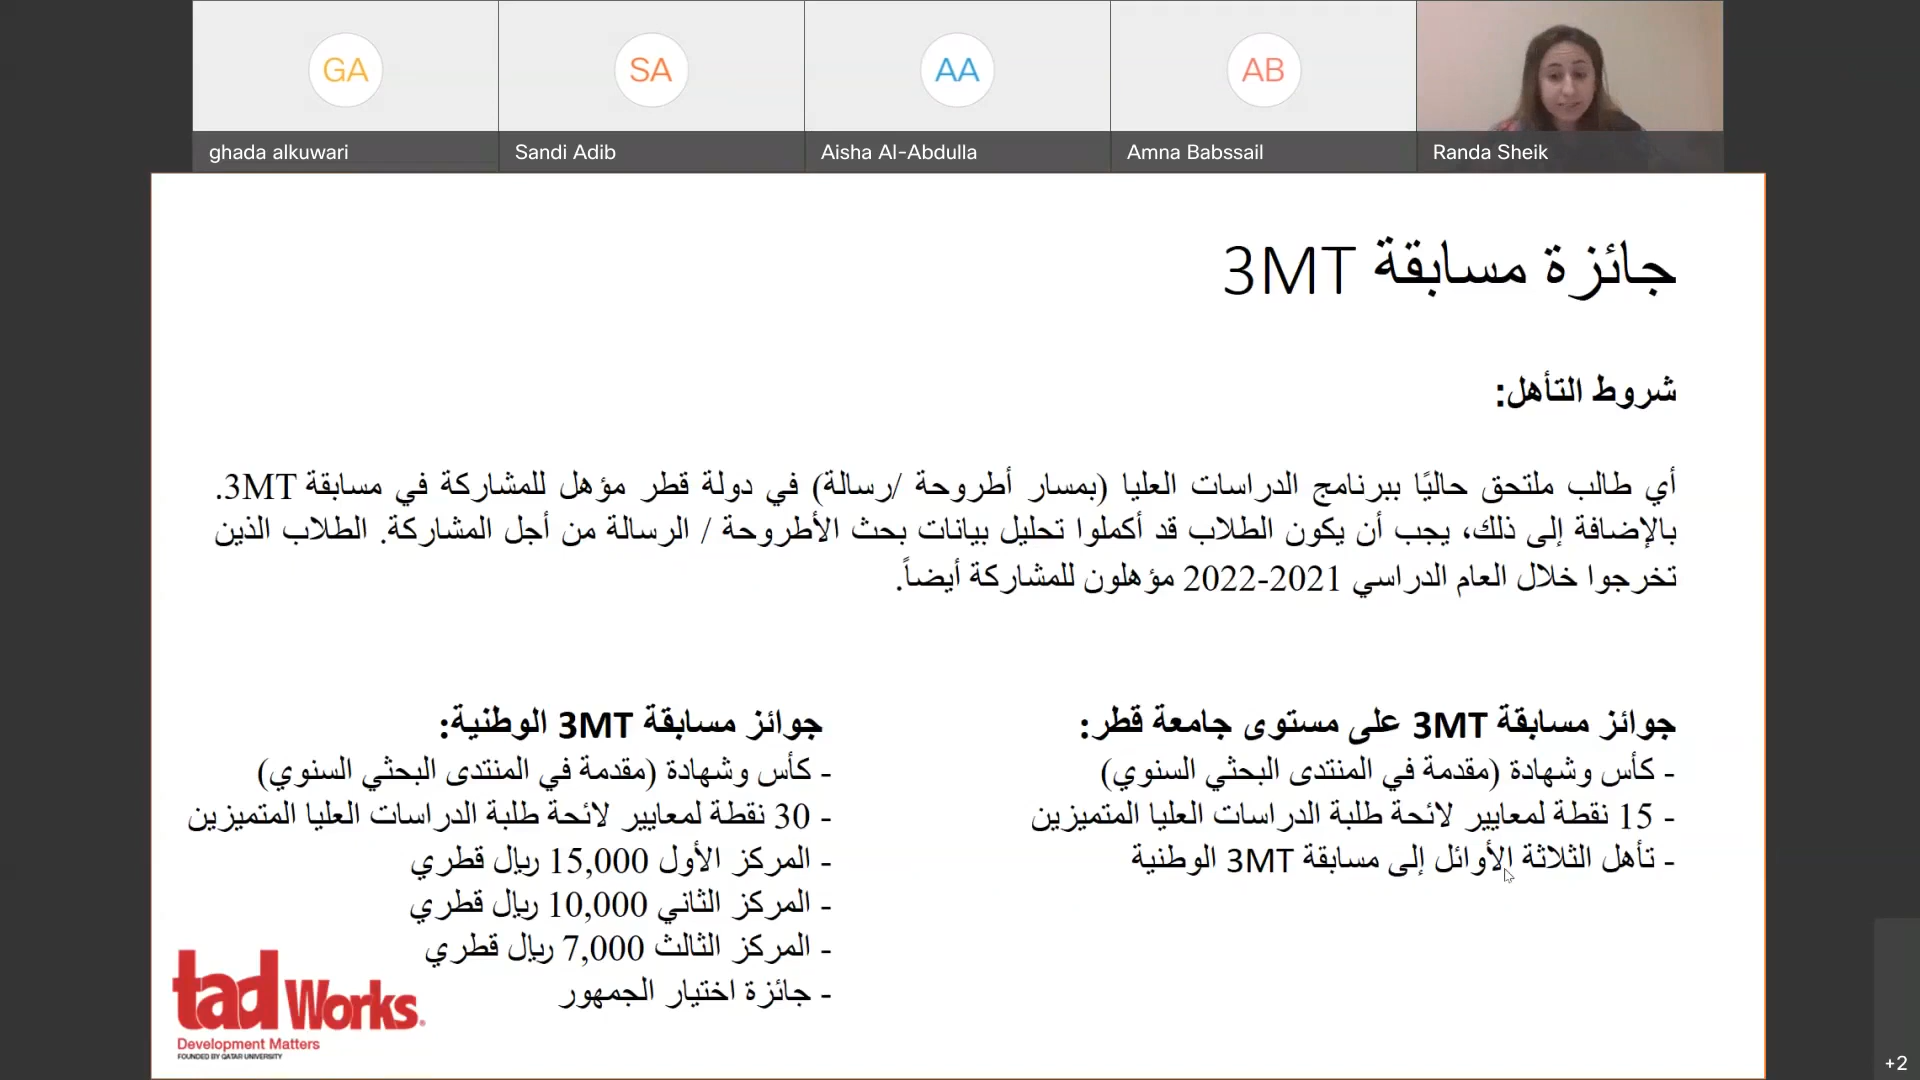 GA
SA
AA
AB
ghada alkuwari
Sandi Adib
Aisha Al-Abdulla
Amna Babssail
Randa Sheik
جائزة مسابقة 3MT
شروط التأهل:
أي طالب ملتحق حاليًا ببرنامج الدراسات العليا (بمسار أطروحة /رسالة) في دولة قطر مؤهل للمشاركة في مسابقة 3MT.
بالإضافة إلى ذلك، يجب أن يكون الطلاب قد أكملوا تحليل بيانات بحث الأطروحة / الرسالة من أجل المشاركة. الطلاب الذين
تخرجوا خلال العام الدراسي 2021-2022 مؤهلون للمشاركة أيضاً.
جوائز مسابقة 3MT على مستوى جامعة قطر:
- كأس وشهادة (مقدمة في المنتدى البحثي السنوي)
- 15 نقطة لمعايير لائحة طلبة الدراسات العليا المتميزين
- تأهل الثلاثة الأوائل إلى مسابقة 3MT الوطنية
جوائز مسابقة 3MT الوطنية:
- كأس وشهادة (مقدمة في المنتدى البحثي السنوي)
- 30 نقطة لمعايير لائحة طلبة الدراسات العليا المتميزين
- المركز الأول 15,000 ريال قطري
- المركز الثاني 10,000 ريال قطري
- المركز الثالث 7,000 ريال قطري
- جائزة اختيار الجمهور
tad Works.
Development Matters
FOUNDED BY QATAR UNIVERSITY
+2